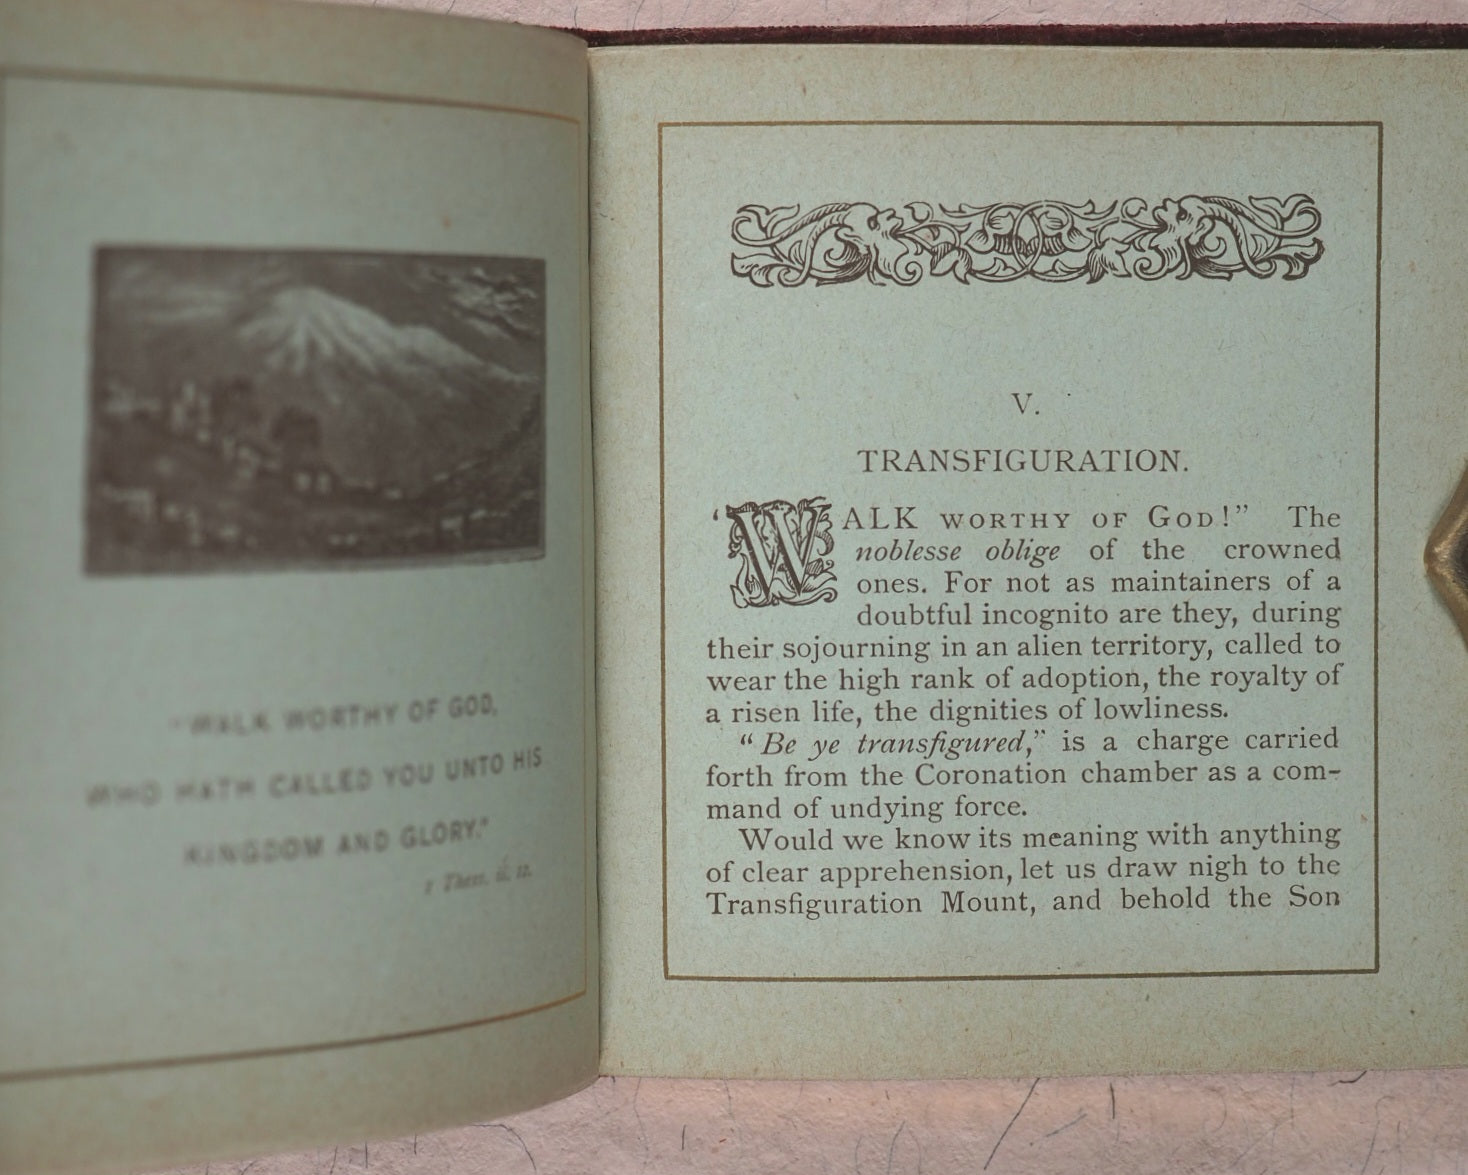 "WALK WORTHY OF GOD,
WHO HATH CALLED YOU UNTO HIS
KINGDOM AND GLORY."
1 Thess. ii. 12.
V.
TRANSFIGURATION.
‘WALK WORTHY OF GOD!” The
noblesse oblige of the crowned
ones. For not as maintainers of a
doubtful incognito are they, during
their sojourning in an alien territory, called to
wear the high rank of adoption, the royalty of
a risen life, the dignities of lowliness.
“Be ye transfigured,” is a charge carried
forth from the Coronation chamber as a com-
mand of undying force.
Would we know its meaning with anything
of clear apprehension, let us draw nigh to the
Transfiguration Mount, and behold the Son